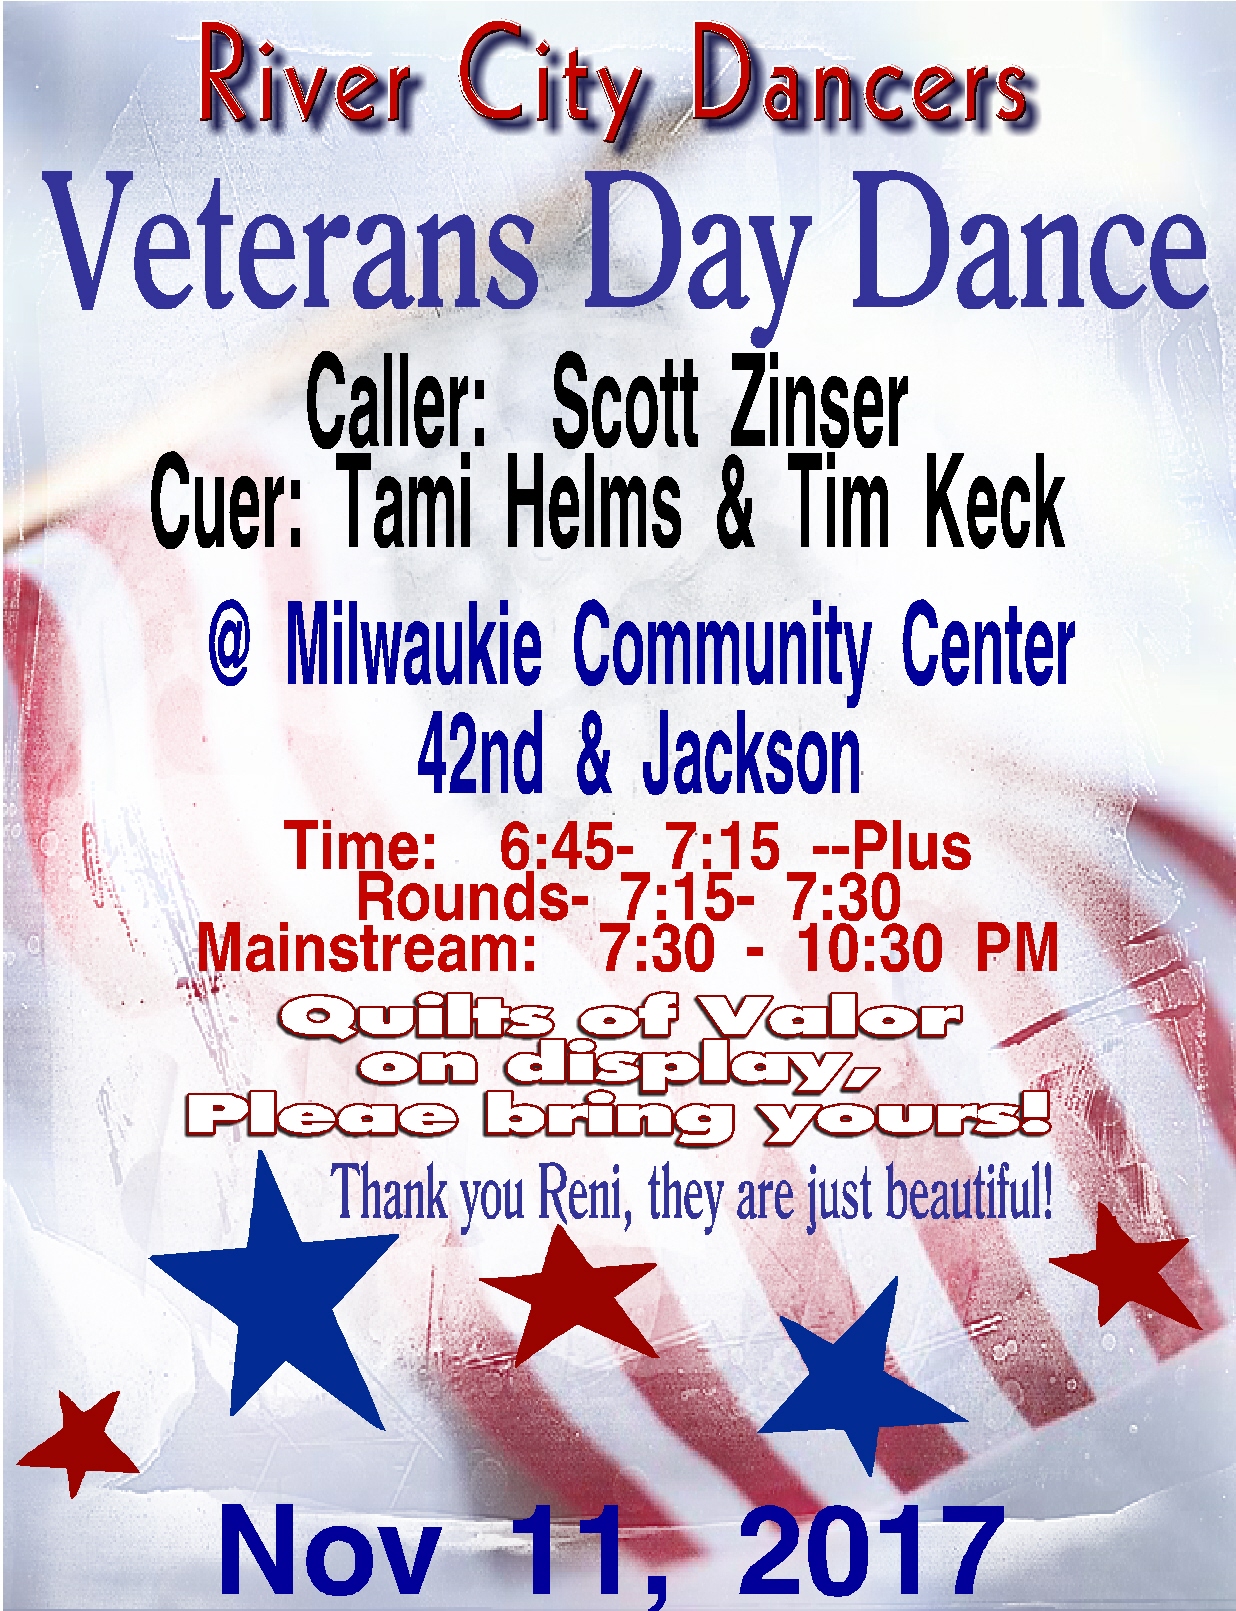 River City Dancers
Veterans Day Dance
Caller: Scott Zinser
Cuer: Tami Helms & Tim Keck
@ Milwaukie Community Center
42nd & Jackson
Time: 6:45- 7:15 --Plus
Rounds- 7:15- 7:30
Mainstream: 7:30 - 10:30 PM
Quilts of Valor
on display,
Pleae bring yours!
Thank you Reni, they are just beautiful!
Nov 11, 2017